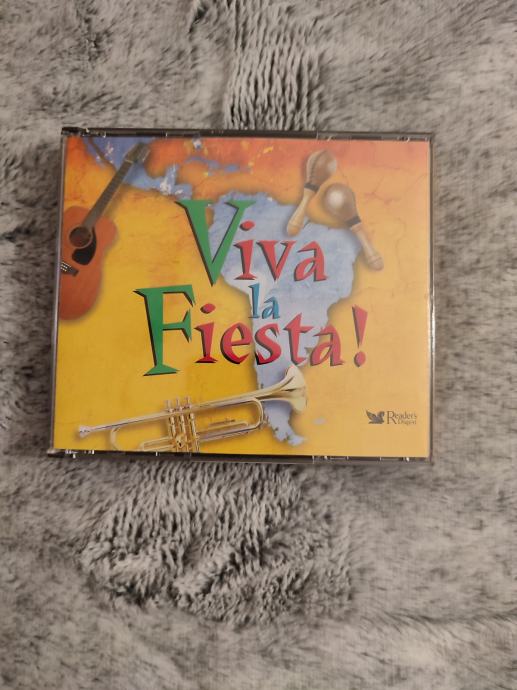 Viva
la
Fiesta!
Reader's
Digest